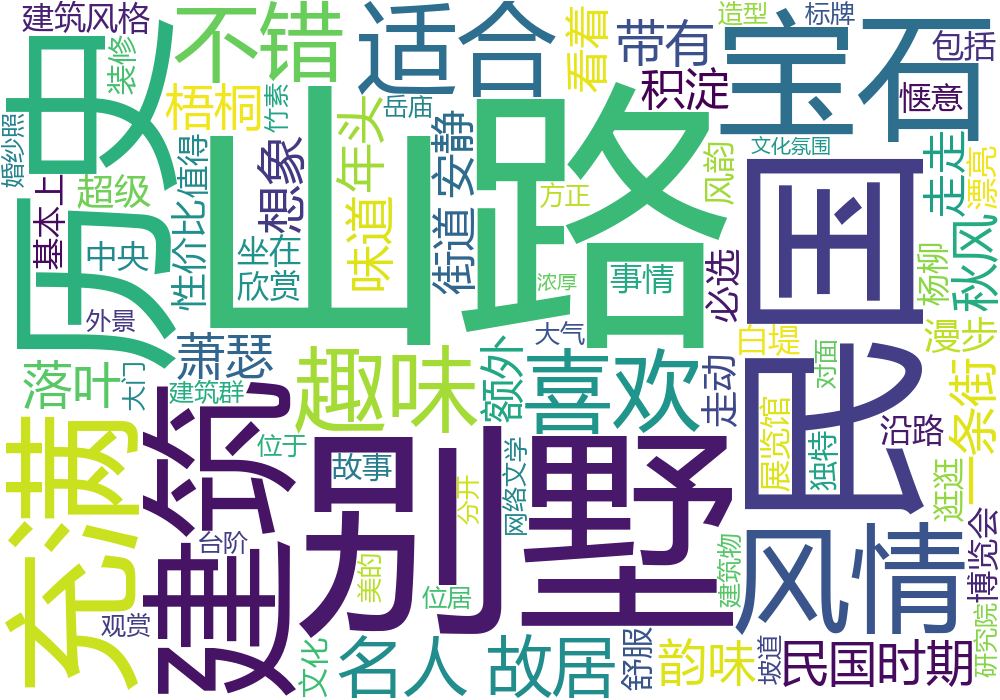 建筑风格
不错
适合
看着
带有
造型
标牌
宝石
包括
装修
历史
梧桐
竹素
年头
岳庙
积淀
惬意
婚纱照
超级
性价比
值得
想象
山路
安静
街道
文化氛围
风韵
民国
走走
漂亮
基本上
中央
坐在
欣赏
味道
方正
浓厚
事情
必选
杨柳
秋风
外景
大气
落叶
萧瑟
大门
建筑群
趣味
额外
喜欢
走动
白堤
对面
漫步
一条街
充满
建筑
位于
故事
别墅
分开
网络文学
展览馆
独特
沿路
逛逛
台阶
美的
位居
建筑物
风情
博览会
观赏
文化
名人
故居
舒服
韵味
坡道
民国时期
研究院